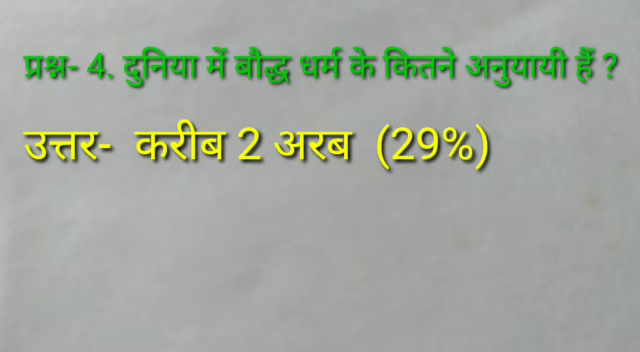 प्रश्न- 4. दुनिया में बौद्ध धर्म के कितने अनुयायी हैं ?
उत्तर- करीब 2 अरब (29%)